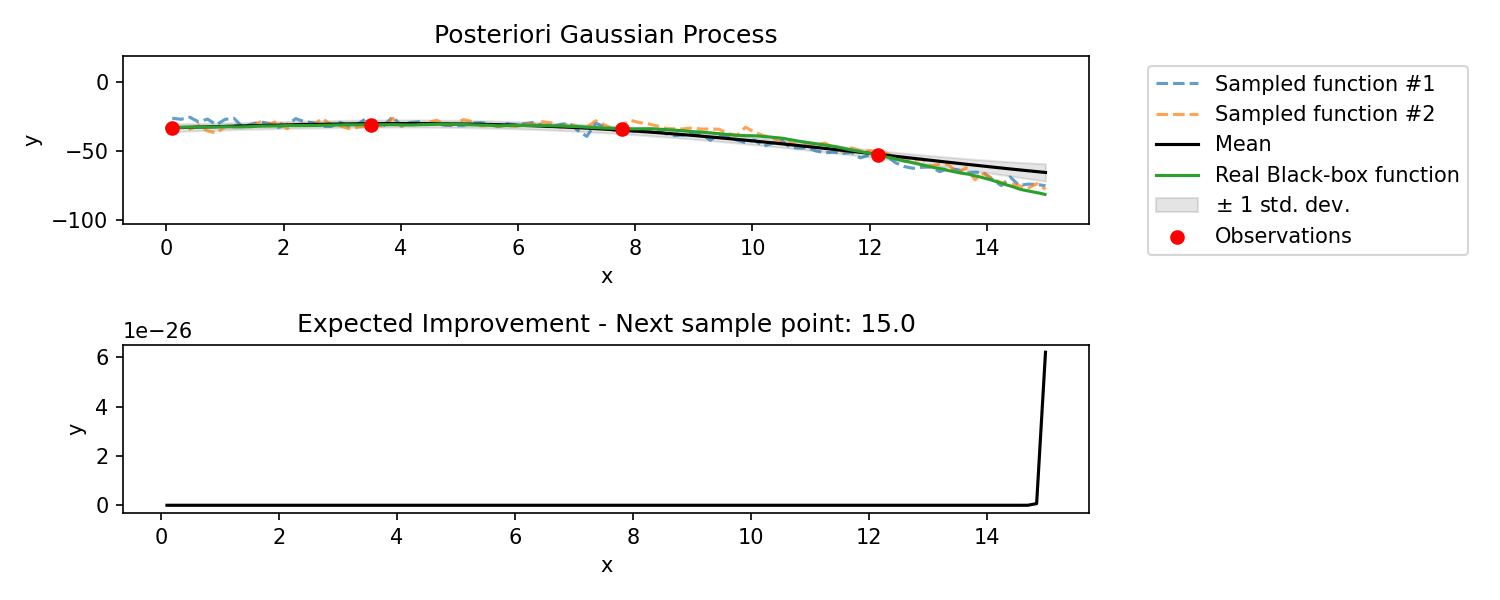 Posteriori Gaussian Process
y
0
−50
−100
0 2 4 6 8 10 12 14
x
Sampled function #1
Sampled function #2
Mean
Real Black-box function
± 1 std. dev.
Observations
Expected Improvement - Next sample point: 15.0
1e−26
y
6
4
2
0
0 2 4 6 8 10 12 14
x